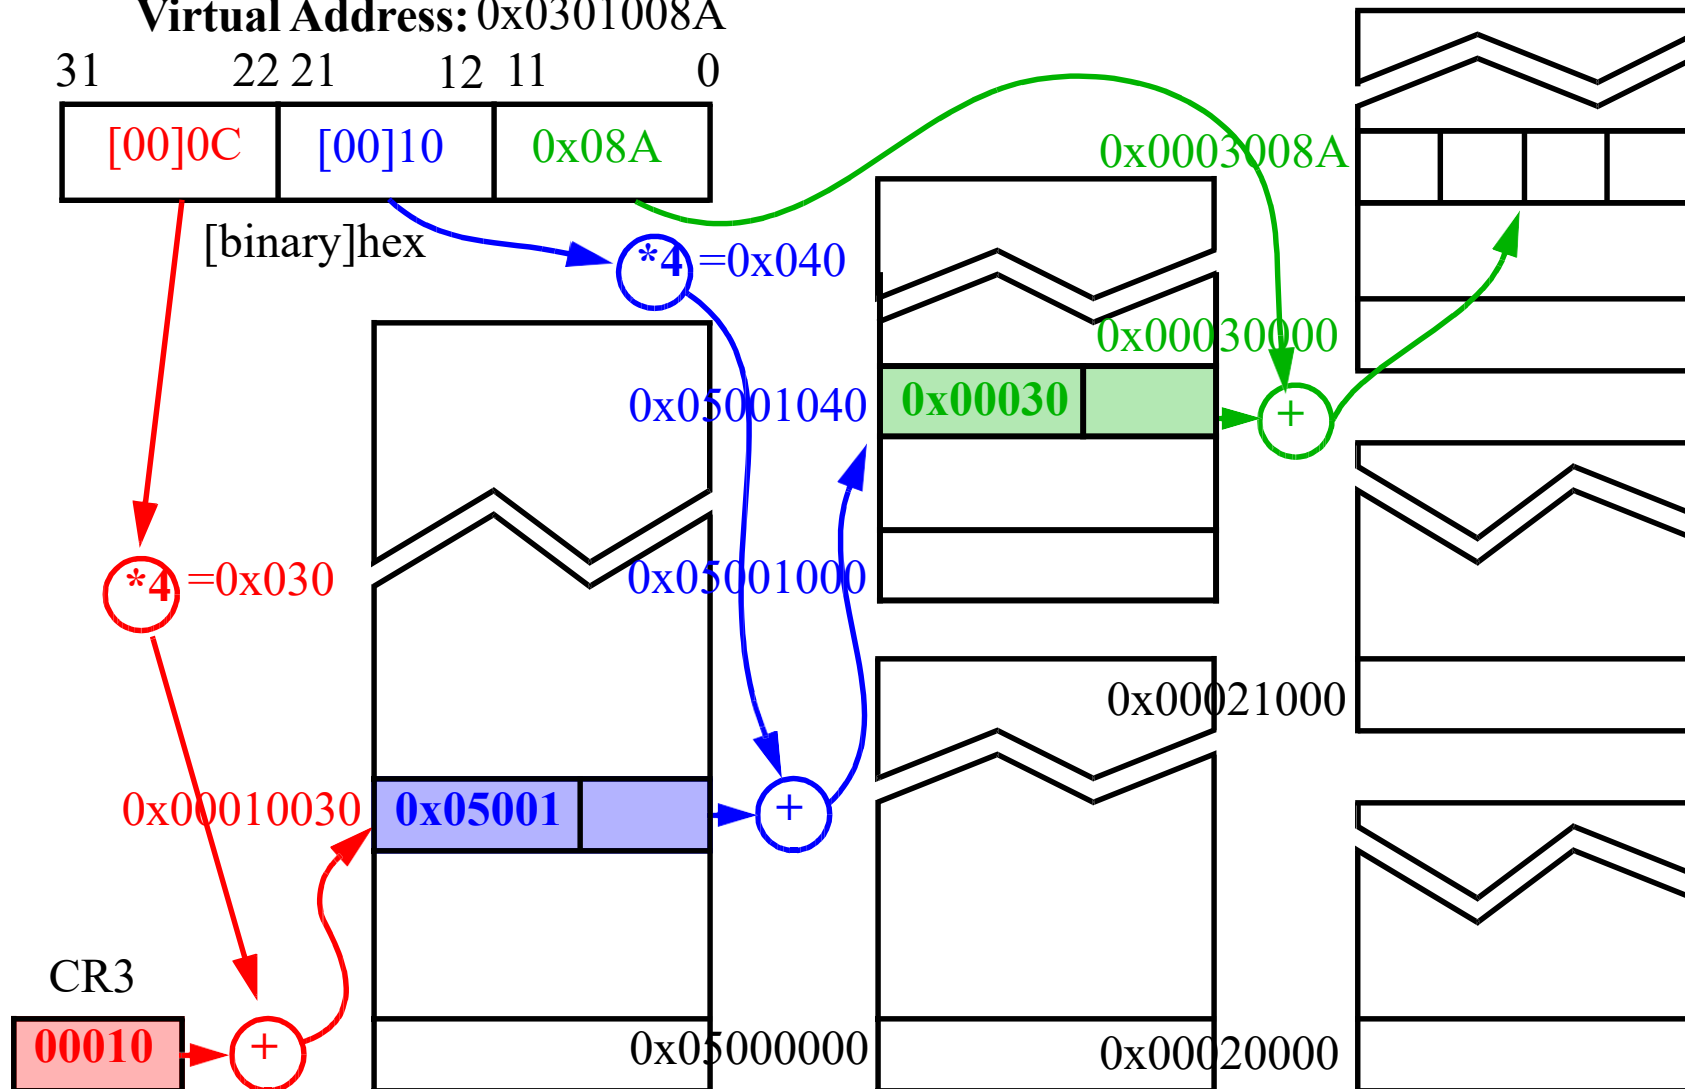 Virtual Address: 0x0301008A
31 22 21 12 11 0
[00]0C [00]10 0x08A
[binary]hex
*4 =0x040
0x0003008A
0x00030000
0x05001040 0x00030 +
*4 =0x030
0x05001000
0x00021000
0x00010030 0x05001 +
CR3
00010 +
0x05000000
0x00020000